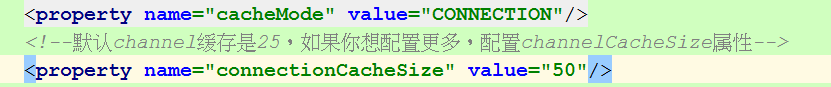 <property name="cacheMode" value="CONNECTION"/>
<!--默认channel缓存是25，如果你想配置更多，配置channelCacheSize属性-->
<property name="connectionCacheSize" value="50"/>